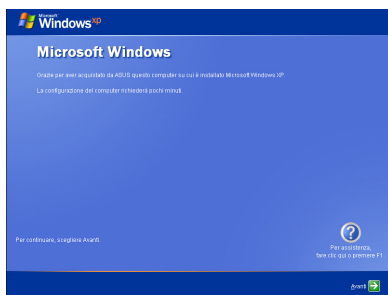 Microsoft
Windows xp
Microsoft Windows
Grazie per aver acquistato da ASUS questo computer su cui è installato Microsoft Windows XP.
La configurazione del computer richiederà pochi minuti.
Per continuare, scegliere Avanti.
?
Per assistenza,
fare clic qui o premere F1
Avanti